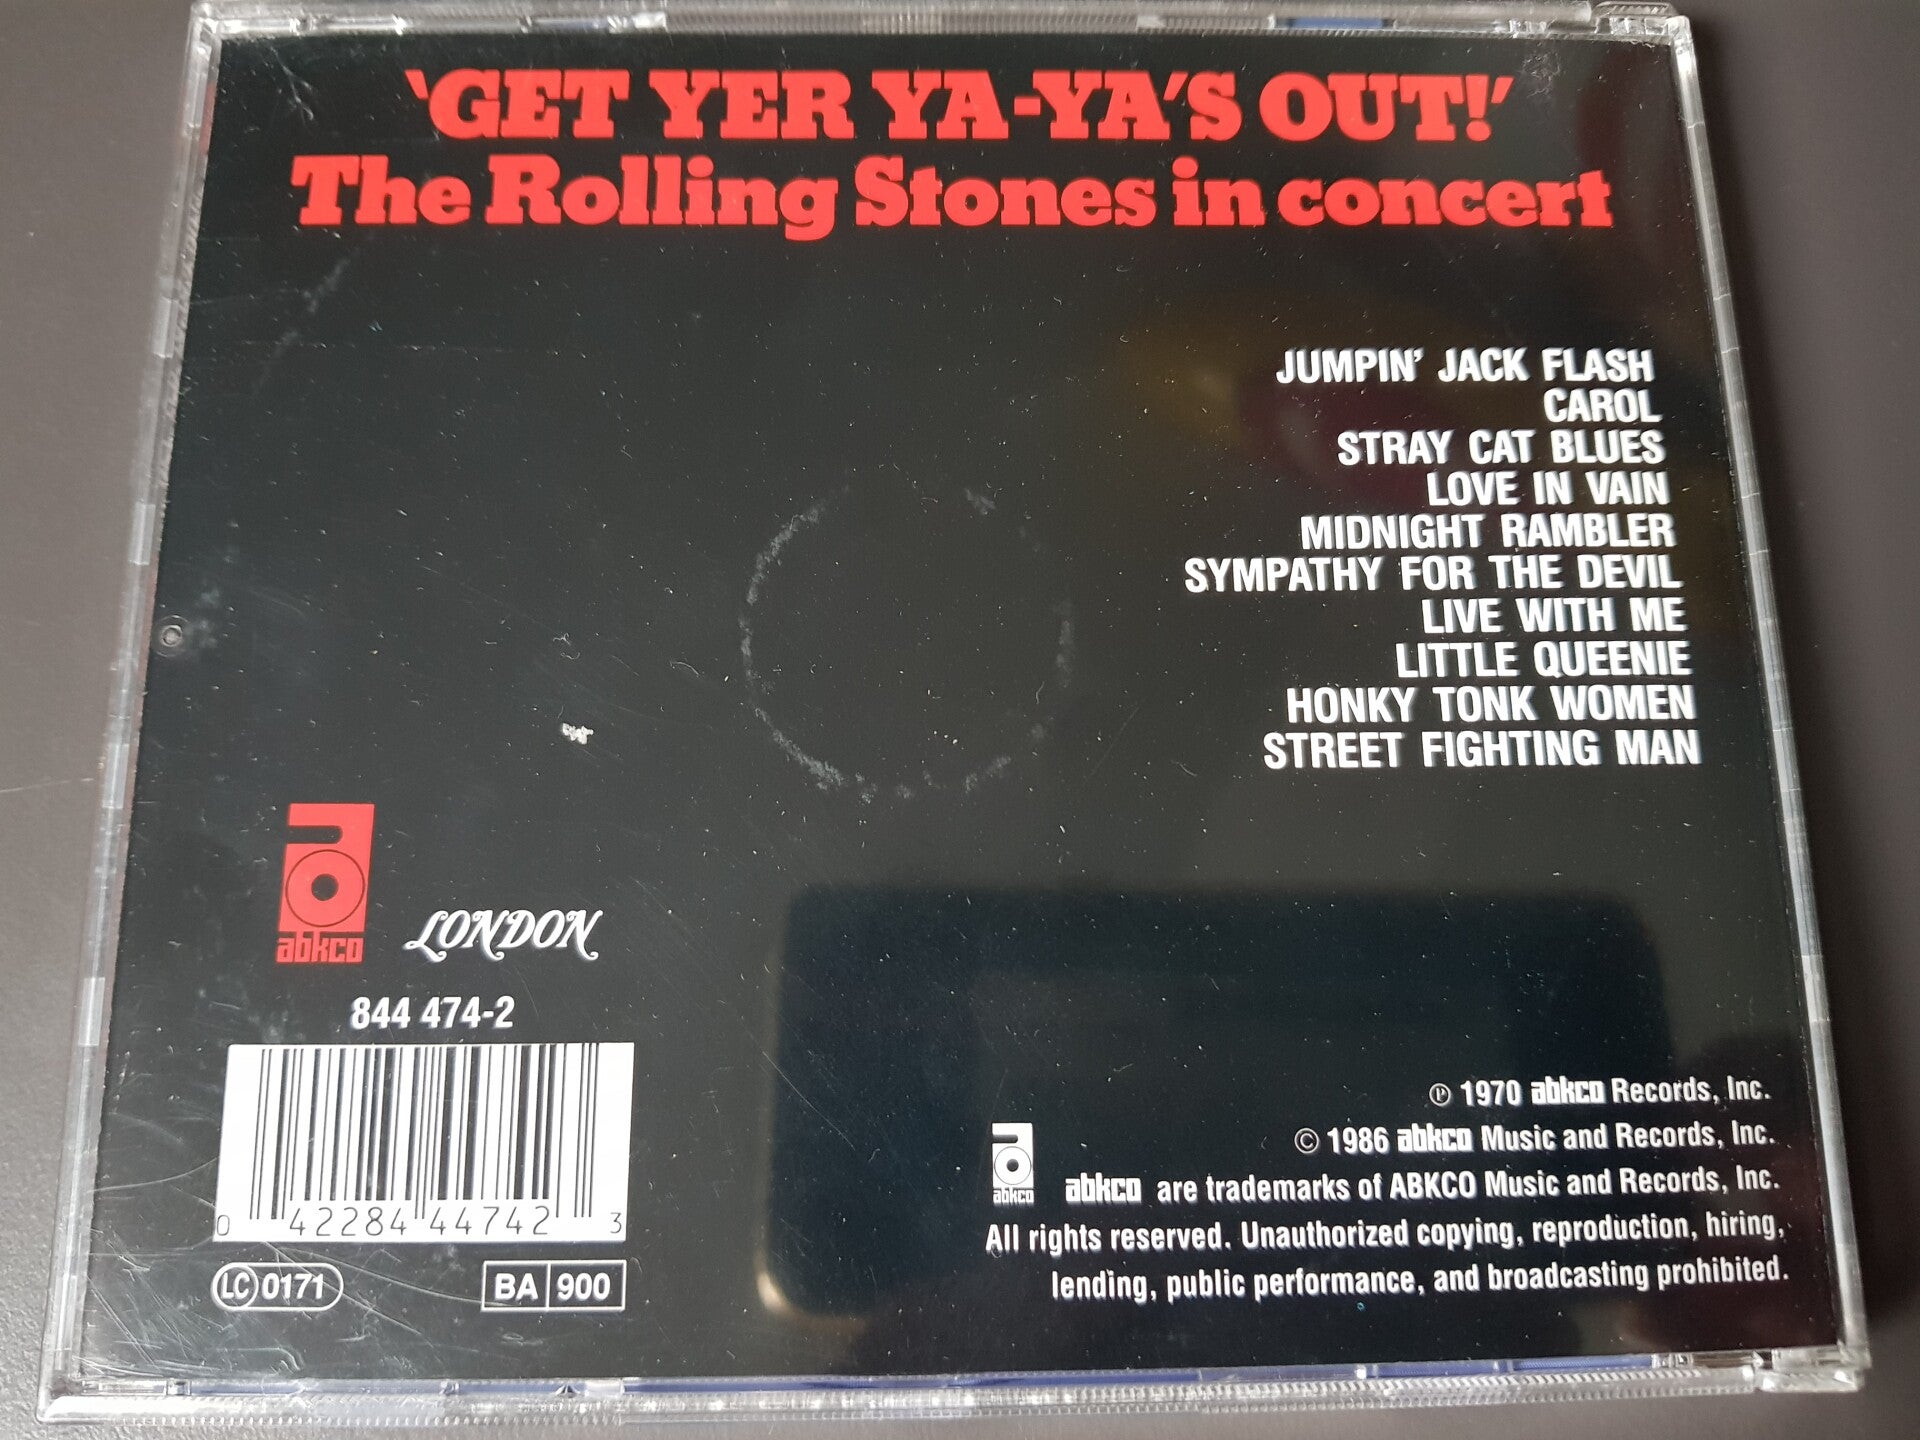 ‘GET YER YA-YA’S OUT!’
The Rolling Stones in concert
JUMPIN’ JACK FLASH
CAROL
STRAY CAT BLUES
LOVE IN VAIN
MIDNIGHT RAMBLER
SYMPATHY FOR THE DEVIL
LIVE WITH ME
LITTLE QUEENIE
HONKY TONK WOMEN
STREET FIGHTING MAN
abkco
LONDON
844 474-2
0 42284 44742 3
LC 0171
BA 900
℗ 1970 abkco Records, Inc.
© 1986 abkco Music and Records, Inc.
abkco abkco are trademarks of ABKCO Music and Records, Inc.
All rights reserved. Unauthorized copying, reproduction, hiring,
lending, public performance, and broadcasting prohibited.